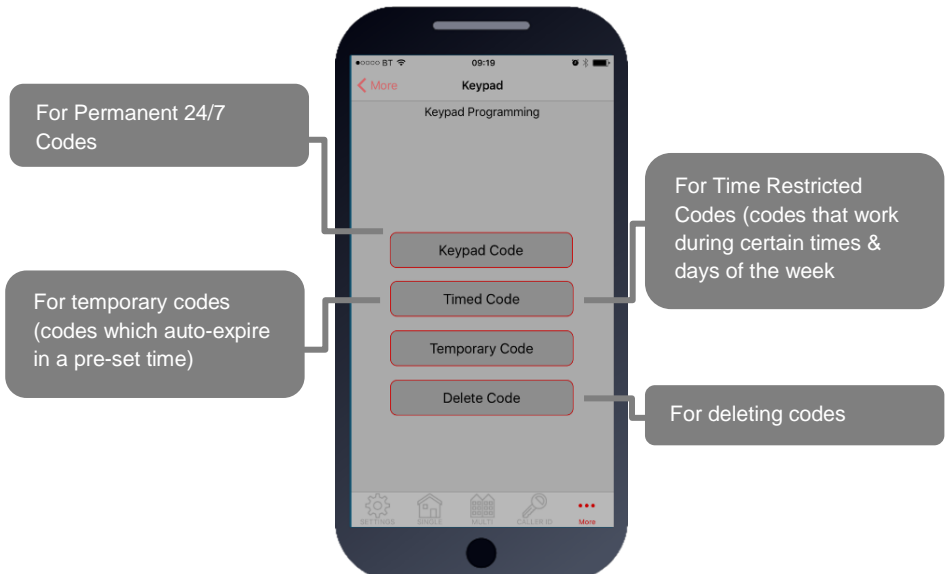 BT 09:19
More Keypad
Keypad Programming
For Permanent 24/7
Codes
For Time Restricted
Codes (codes that work
during certain times &
days of the week
Keypad Code
For temporary codes
(codes which auto-expire
in a pre-set time)
Timed Code
Temporary Code
Delete Code
For deleting codes
SETTINGS SINGLE MULTI CALLER ID More